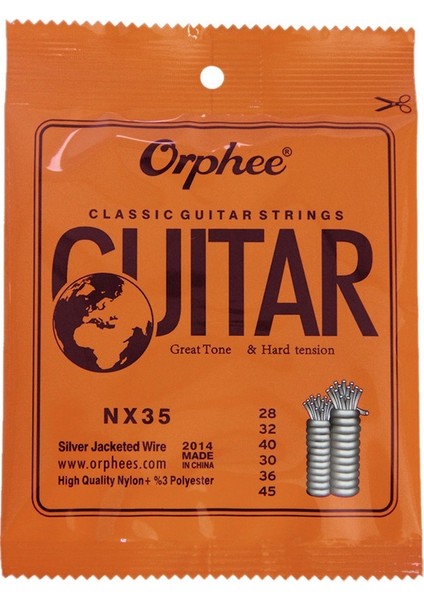 Orphee®
CLASSIC GUITAR STRINGS
GUITAR
Great Tone & Hard tension
NX35
Silver Jacketed Wire
www.orphees.com
High Quality Nylon+ %3 Polyester
2014
MADE
IN CHINA
28
32
40
30
36
45